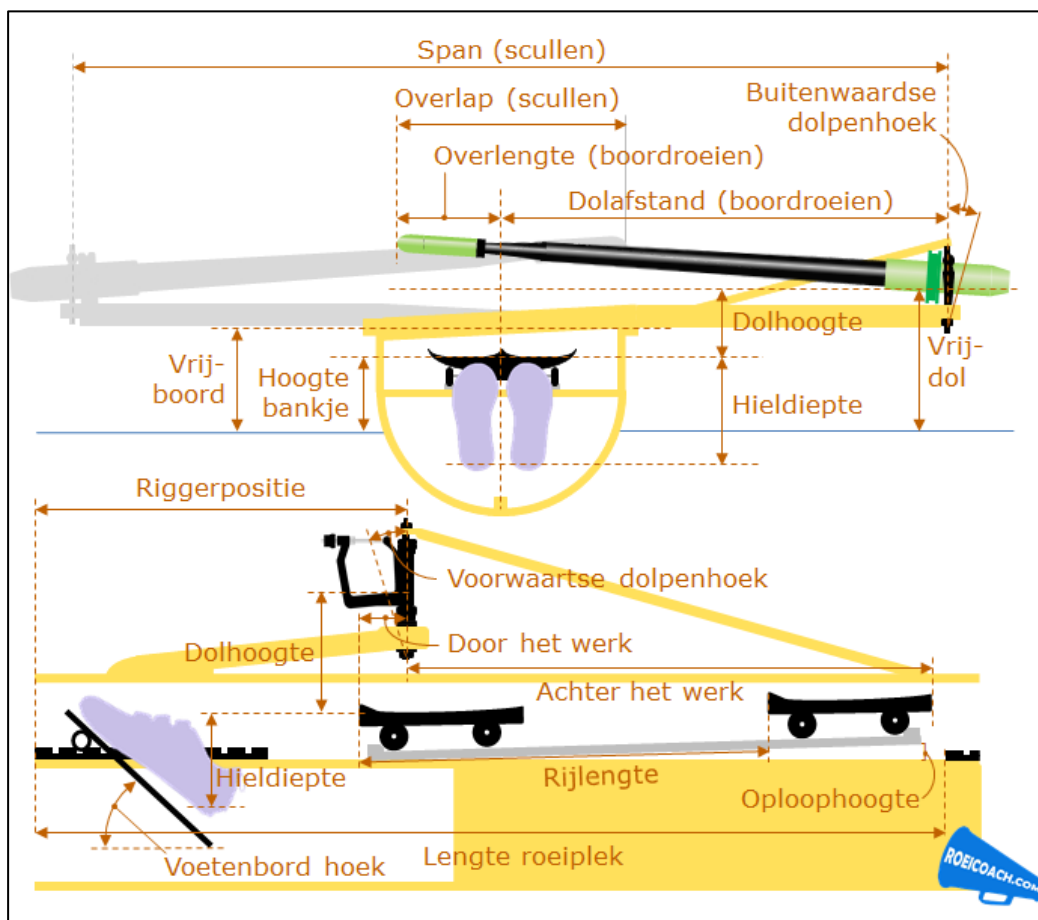 Span (scullen)
Overlap (scullen)
Buitenwaardse
dolpenhoek
Overlengte (boordroeien)
Dolafstand (boordroeien)
Dolhoogte
Vrij-
boord
Hoogte
bankje
Vrij-
dol
Hieldiepte
Riggerpositie
Voorwaartse dolpenhoek
Door het werk
Dolhoogte
Achter het werk
Hieldiepte
Rijlengte
Oploophoogte
Voetenbord hoek
Lengte roeiplek
ROEICOACH.COM